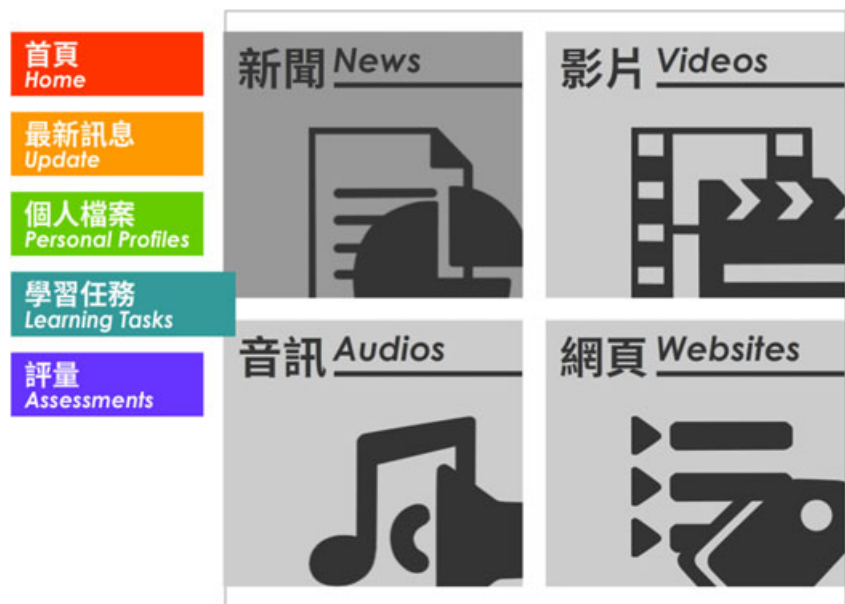 首頁
Home
最新訊息
Update
個人檔案
Personal Profiles
學習任務
Learning Tasks
評量
Assessments
新聞 News
影片 Videos
音訊 Audios
網頁 Websites